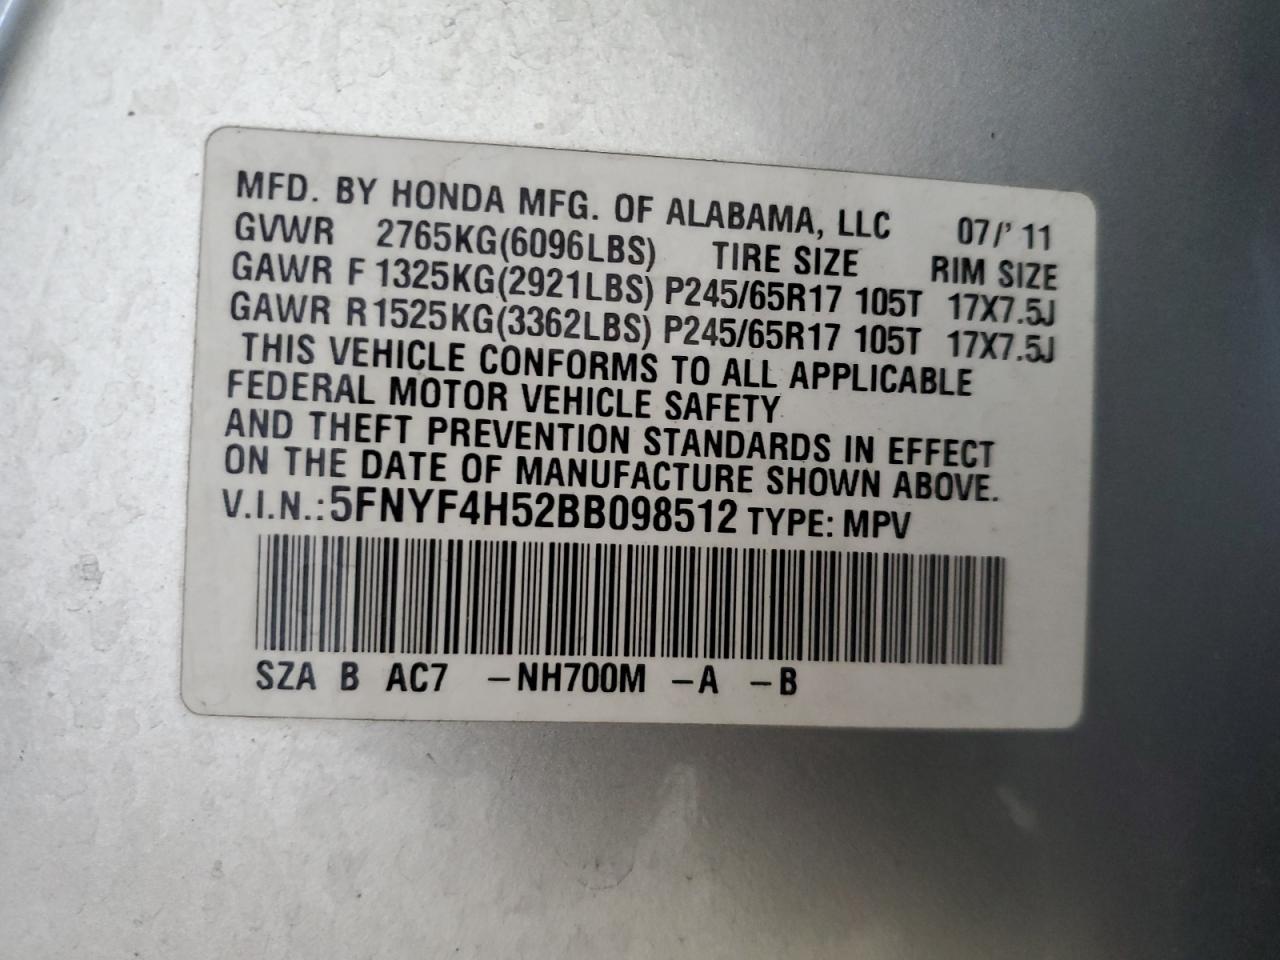 MFD. BY HONDA MFG. OF ALABAMA, LLC 07/' 11
GVWR 2765KG(6096LBS) TIRE SIZE RIM SIZE
GAWR F 1325KG(2921LBS) P245/65R17 105T 17X7.5J
GAWR R 1525KG(3362LBS) P245/65R17 105T 17X7.5J
THIS VEHICLE CONFORMS TO ALL APPLICABLE
FEDERAL MOTOR VEHICLE SAFETY
AND THEFT PREVENTION STANDARDS IN EFFECT
ON THE DATE OF MANUFACTURE SHOWN ABOVE.
V.I.N.: 5FNYF4H52BB098512 TYPE: MPV
SZA B AC7 –NH700M –A –B